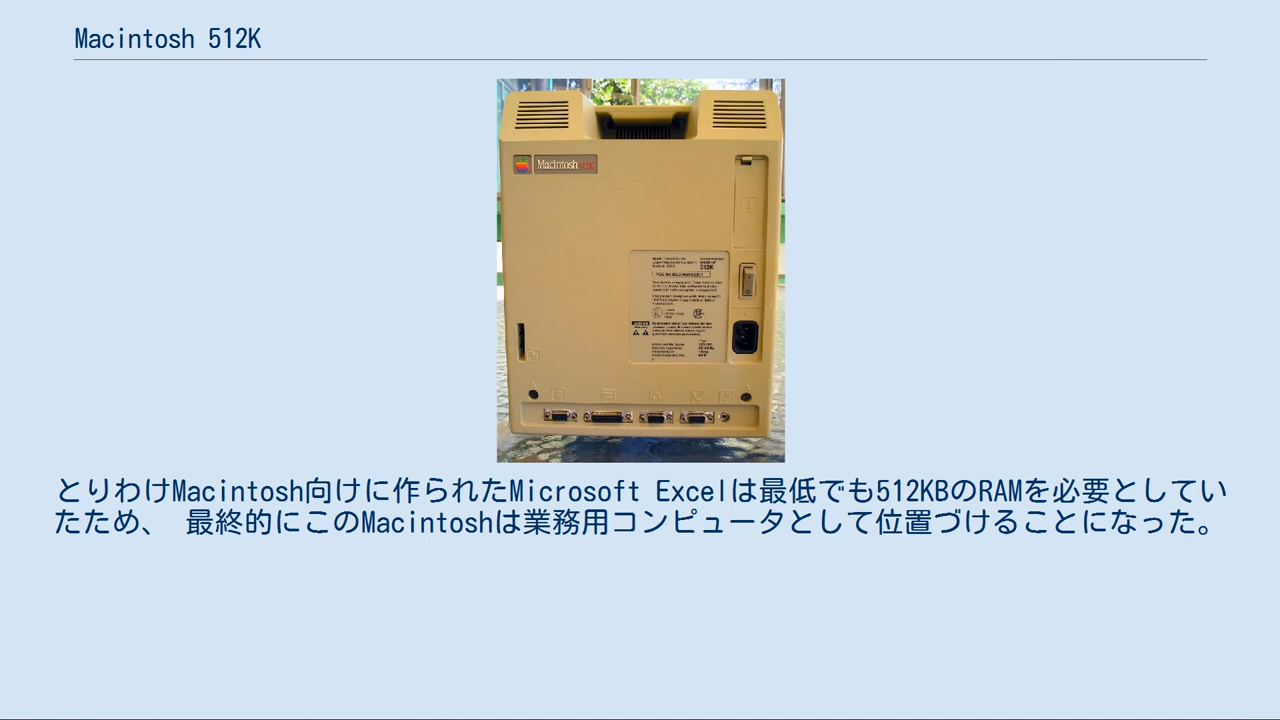 Macintosh 512K
Macintosh
512K
とりわけMacintosh向けに作られたMicrosoft Excelは最低でも512KBのRAMを必要としてい
たため、 最終的にこのMacintoshは業務用コンピュータとして位置づけることになった。